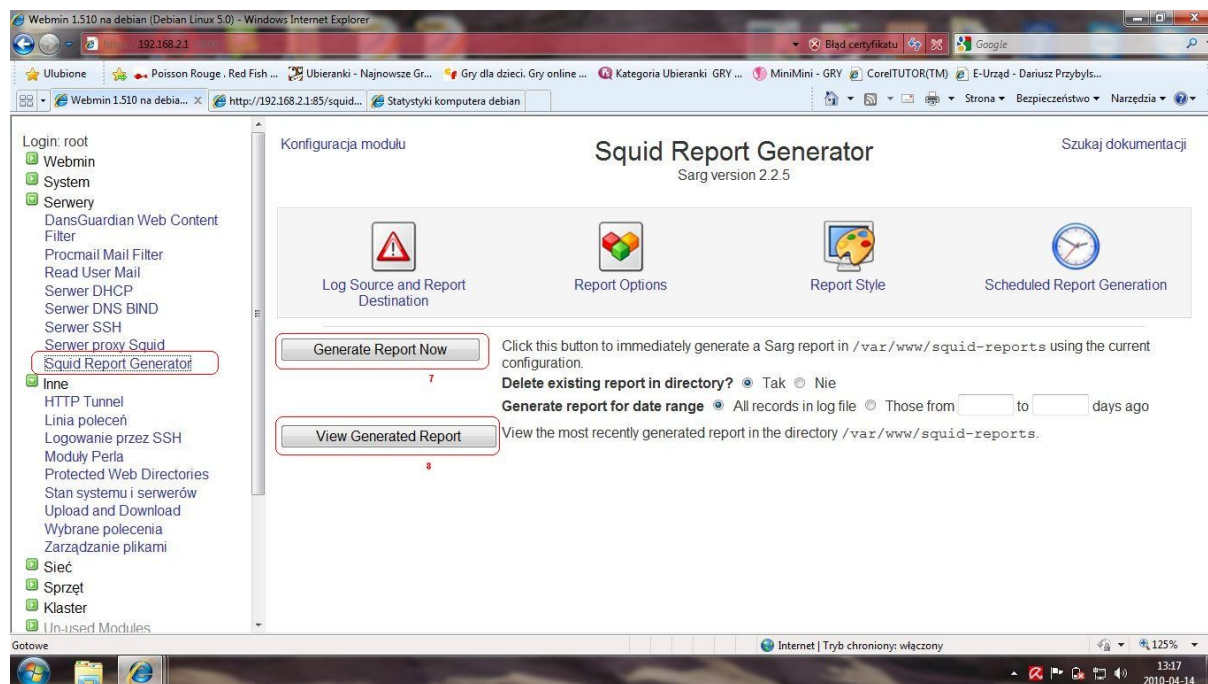 Webmin 1.510 na debian (Debian Linux 5.0) - Windows Internet Explorer
192.168.2.1
Błąd certyfikatu
Google
Ulubione
Poisson Rouge . Red Fish ...
Ubieranki - Najnowsze Gr...
Gry dla dzieci. Gry online ...
Kategoria Ubieranki GRY ...
MiniMini - GRY
CorelTUTOR(TM)
E-Urząd - Dariusz Przybyls...
Webmin 1.510 na debia...
http://192.168.2.1:85/squid...
Statystyki komputera debian
Strona
Bezpieczeństwo
Narzędzia
Login: root
Webmin
System
Serwery
DansGuardian Web Content
Filter
Procmail Mail Filter
Read User Mail
Serwer DHCP
Serwer DNS BIND
Serwer SSH
Serwer proxy Squid
Squid Report Generator
Inne
HTTP Tunnel
Linia poleceń
Logowanie przez SSH
Moduły Perla
Protected Web Directories
Stan systemu i serwerów
Upload and Download
Wybrane polecenia
Zarządzanie plikami
Sieć
Sprzęt
Klaster
Un-used Modules
Konfiguracja modułu
Squid Report Generator
Sarg version 2.2.5
Szukaj dokumentacji
Log Source and Report
Destination
Report Options
Report Style
Scheduled Report Generation
Generate Report Now
7
Click this button to immediately generate a Sarg report in /var/www/squid-reports using the current
configuration.
Delete existing report in directory? Tak Nie
Generate report for date range All records in log file Those from to days ago
View Generated Report
8
View the most recently generated report in the directory /var/www/squid-reports.
Gotowe
Internet | Tryb chroniony: włączony
125%
13:17
2010-04-14